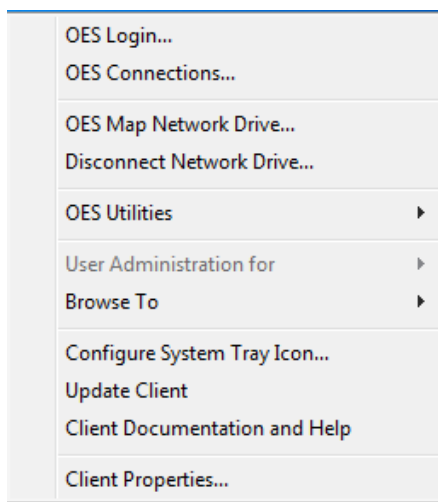 OES Login...
OES Connections...
OES Map Network Drive...
Disconnect Network Drive...
OES Utilities
User Administration for
Browse To
Configure System Tray Icon...
Update Client
Client Documentation and Help
Client Properties...